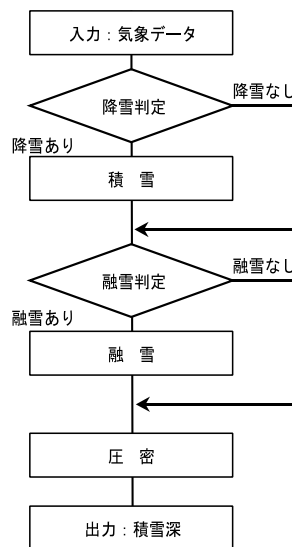 入力：気象データ
降雪判定
降雪なし
降雪あり
積　雪
融雪判定
融雪なし
融雪あり
融　雪
圧　密
出力：積雪深